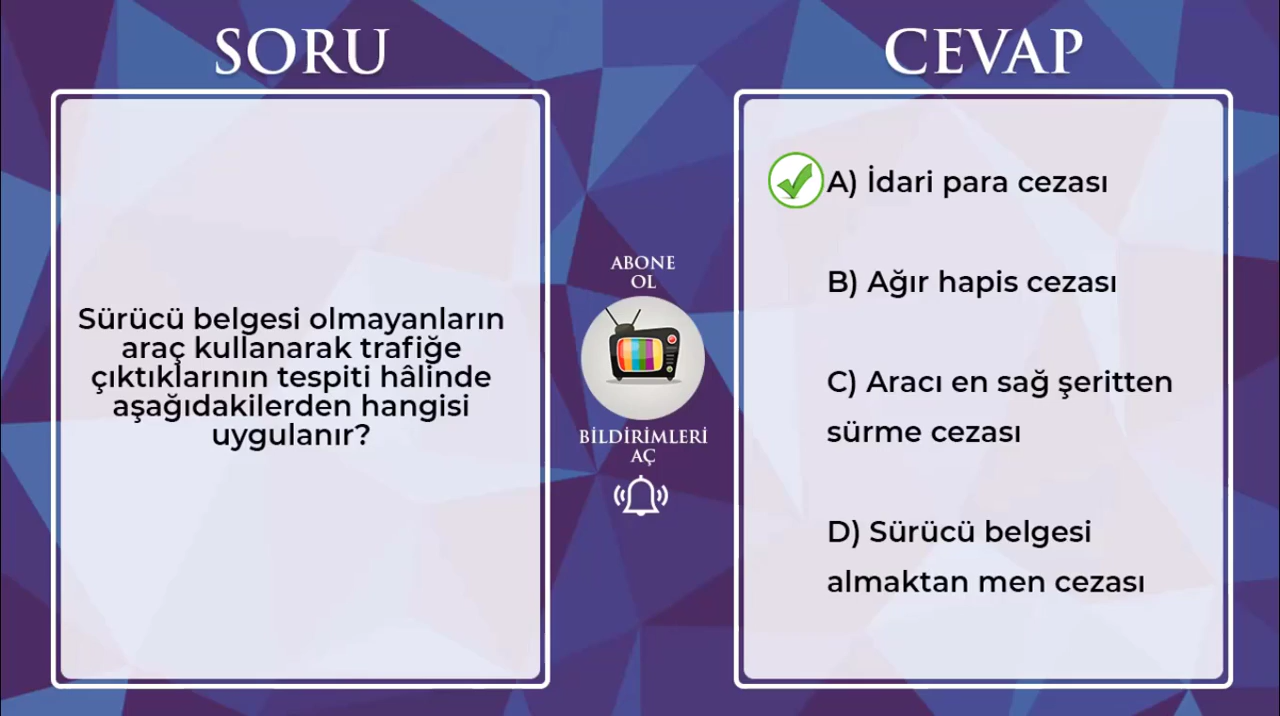 SORU
Sürücü belgesi olmayanların
araç kullanarak trafiğe
çıktıklarının tespiti hâlinde
aşağıdakilerden hangisi
uygulanır?
ABONE
OL
BİLDİRİMLERİ
AÇ
CEVAP
A) İdari para cezası
B) Ağır hapis cezası
C) Aracı en sağ şeritten
sürme cezası
D) Sürücü belgesi
almaktan men cezası